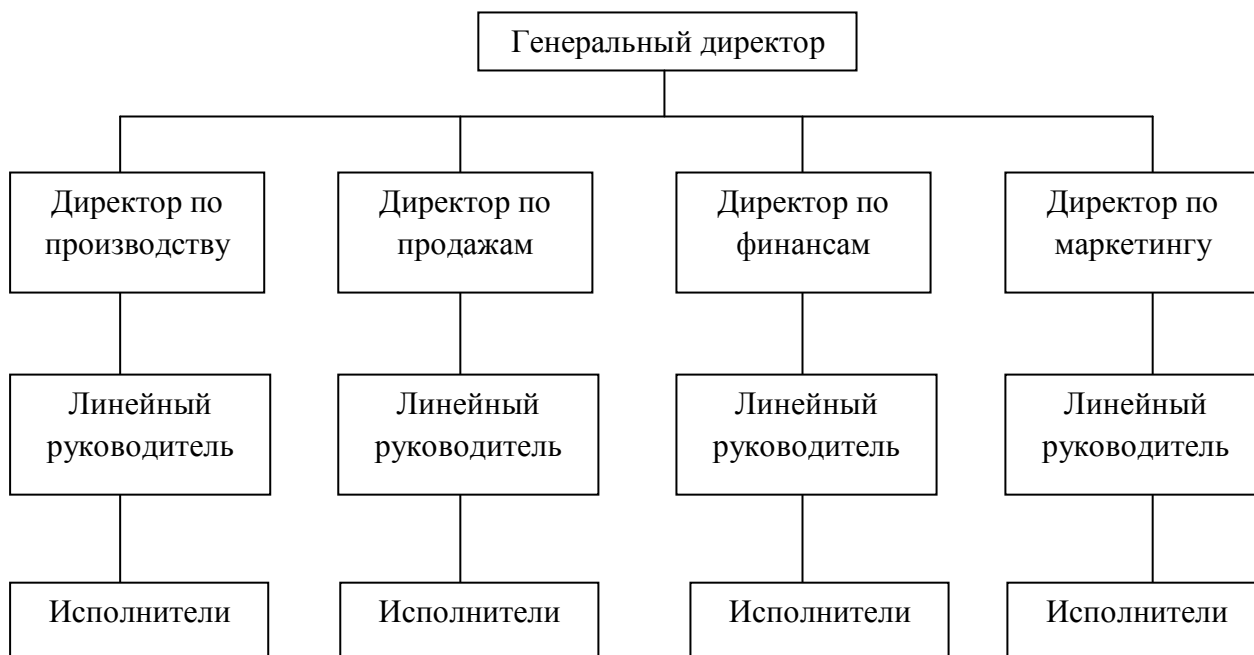 Генеральный директор
Директор по
производству
Директор по
продажам
Директор по
финансам
Директор по
маркетингу
Линейный
руководитель
Линейный
руководитель
Линейный
руководитель
Линейный
руководитель
Исполнители
Исполнители
Исполнители
Исполнители